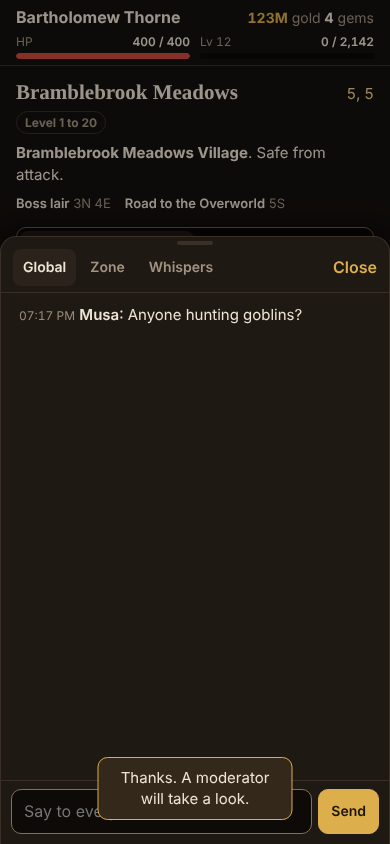 Bartholomew Thorne
123M gold 4 gems
HP 400 / 400 Lv 12 0 / 2,142
Bramblebrook Meadows 5, 5
Level 1 to 20
Bramblebrook Meadows Village. Safe from
attack.
Boss lair 3N 4E Road to the Overworld 5S
Global Zone Whispers Close
07:17 PM Musa: Anyone hunting goblins?
Thanks. A moderator
will take a look.
Say to eve
Send